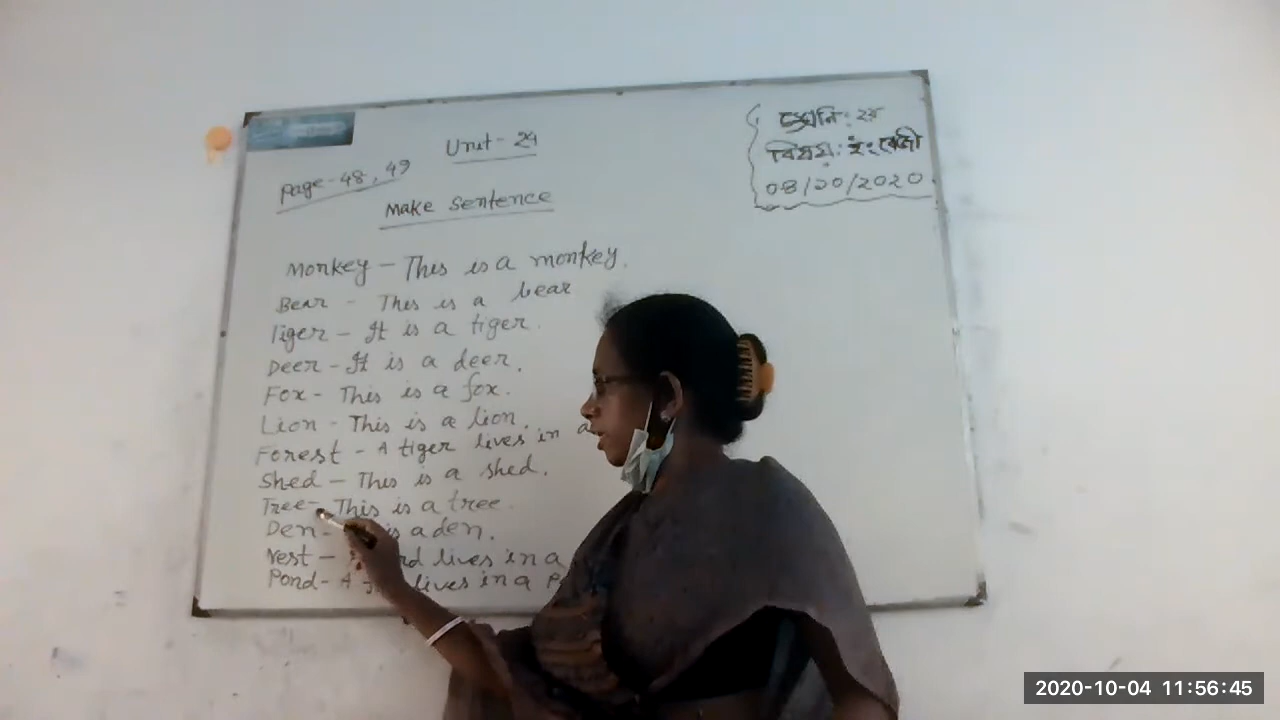 Unit - 24
Page - 48, 49
Make Sentence
শ্রেণি: ২য়
বিষয়: ইংরেজী
08/10/2020
Monkey - This is a monkey.
Bear - This is a bear
Tiger - It is a tiger.
Deer - It is a deer.
Fox - This is a fox.
Lion - This is a lion.
Forest - A tiger lives in a
Shed - This is a shed.
Tree - This is a tree.
Den - is a den.
Nest - lives in a
Pond - A lives in a
2020-10-04 11:56:45